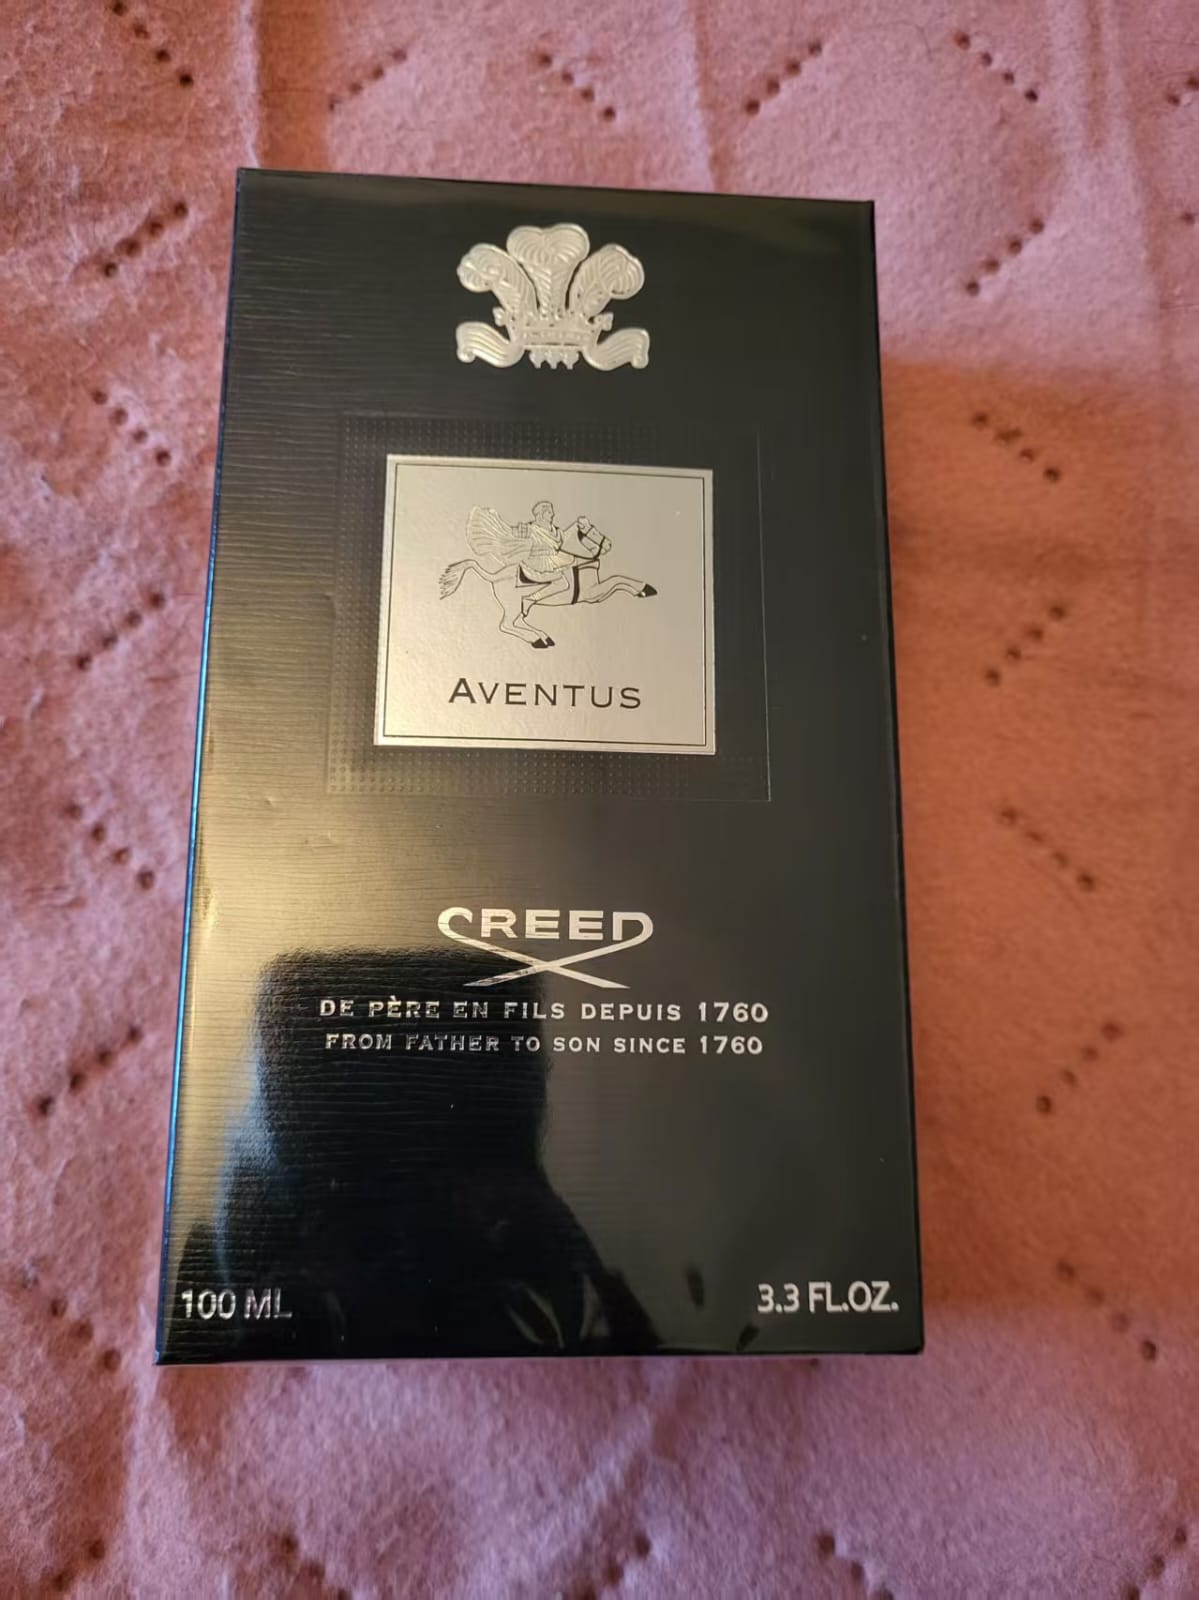 AVENTUS
CREED
DE PÈRE EN FILS DEPUIS 1760
FROM FATHER TO SON SINCE 1760
100 ML
3.3 FL.OZ.